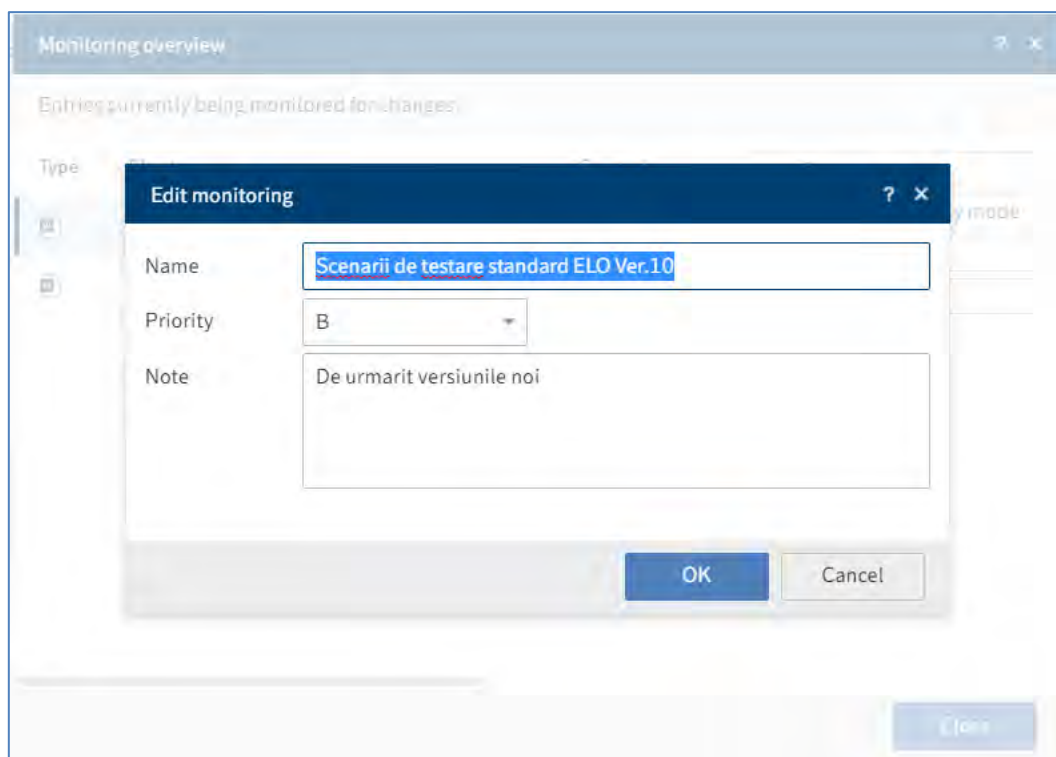 Monitoring overview ? ×
Entries currently being monitored for changes.
Type
Edit monitoring ? ×
y mode
Name Scenarii de testare standard ELO Ver.10
Priority B
Note De urmarit versiunile noi
OK Cancel
Close